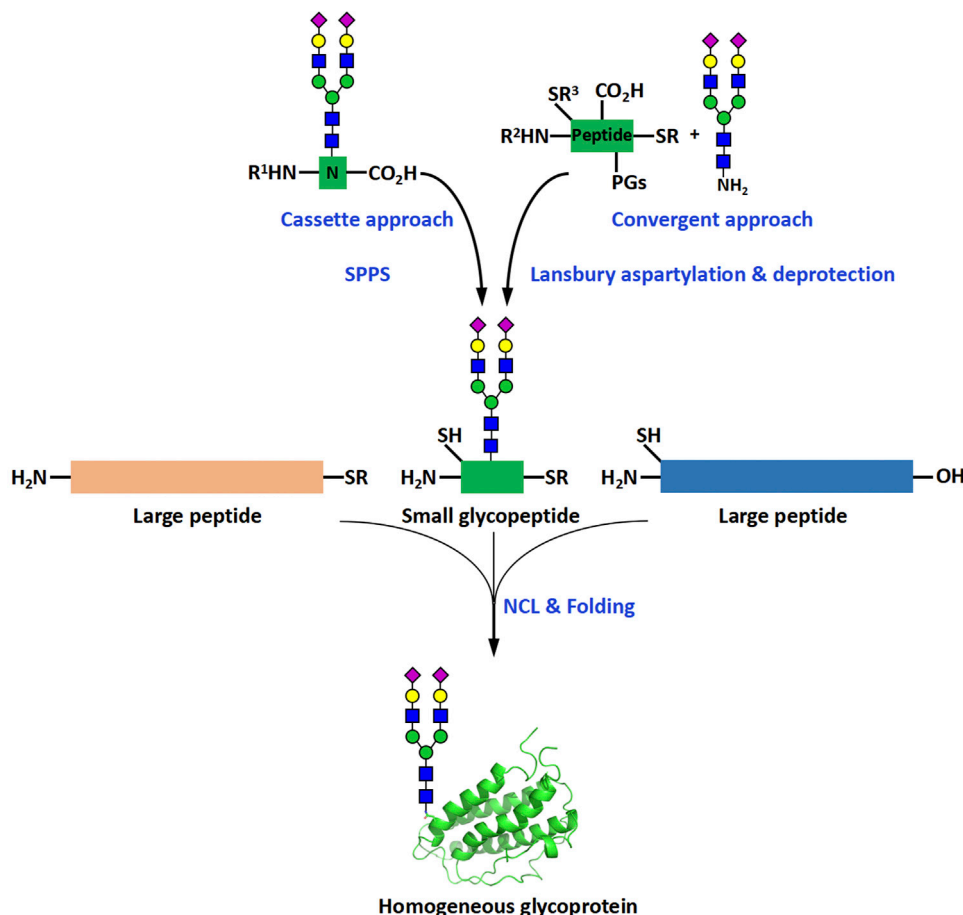 SR³ CO₂H
R²HN Peptide SR +
PGs NH₂
R¹HN N CO₂H
Cassette approach Convergent approach
SPPS Lansbury aspartylation & deprotection
SH SH
H₂N SR H₂N SR H₂N OH
Large peptide Small glycopeptide Large peptide
NCL & Folding
Homogeneous glycoprotein